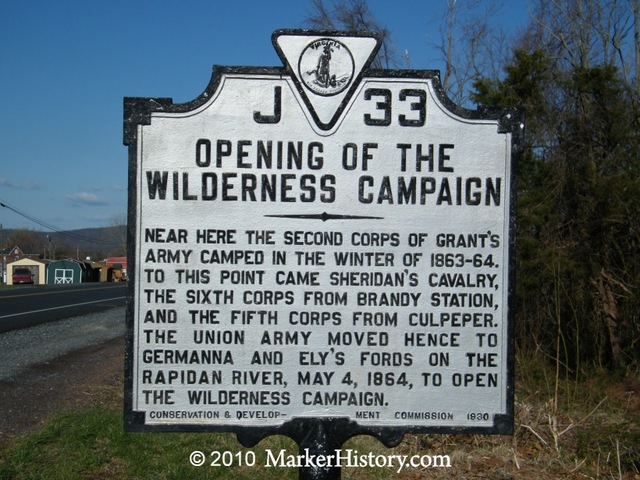 VIRGINIA
J 33
OPENING OF THE
WILDERNESS CAMPAIGN
NEAR HERE THE SECOND CORPS OF GRANT'S
ARMY CAMPED IN THE WINTER OF 1863-64.
TO THIS POINT CAME SHERIDAN'S CAVALRY,
THE SIXTH CORPS FROM BRANDY STATION,
AND THE FIFTH CORPS FROM CULPEPER.
THE UNION ARMY MOVED HENCE TO
GERMANNA AND ELY'S FORDS ON THE
RAPIDAN RIVER, MAY 4, 1864, TO OPEN
THE WILDERNESS CAMPAIGN.
CONSERVATION & DEVELOP- MENT COMMISSION 1930
© 2010 MarkerHistory.com